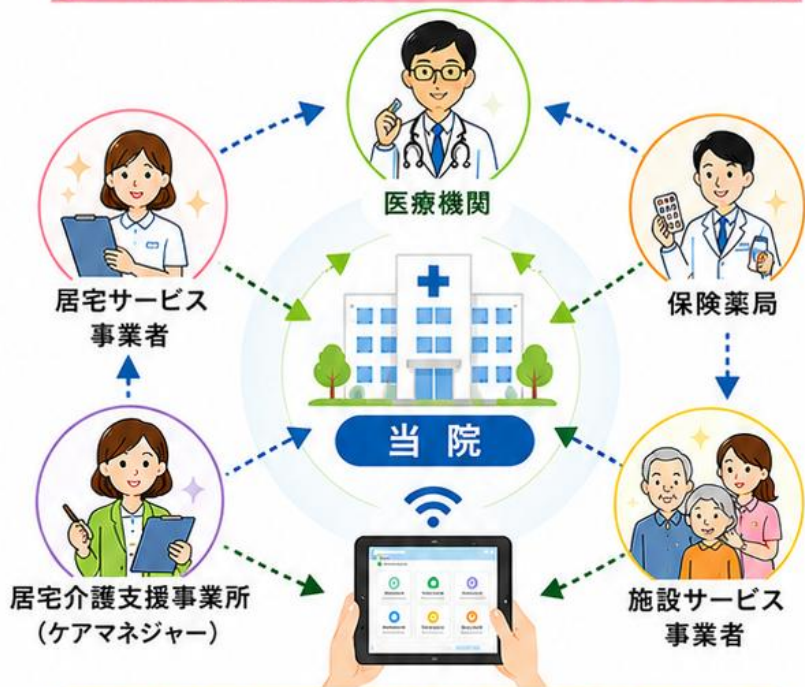 医療機関
居宅サービス
事業者
保険薬局
当院
居宅介護支援事業所
（ケアマネジャー）
施設サービス
事業者